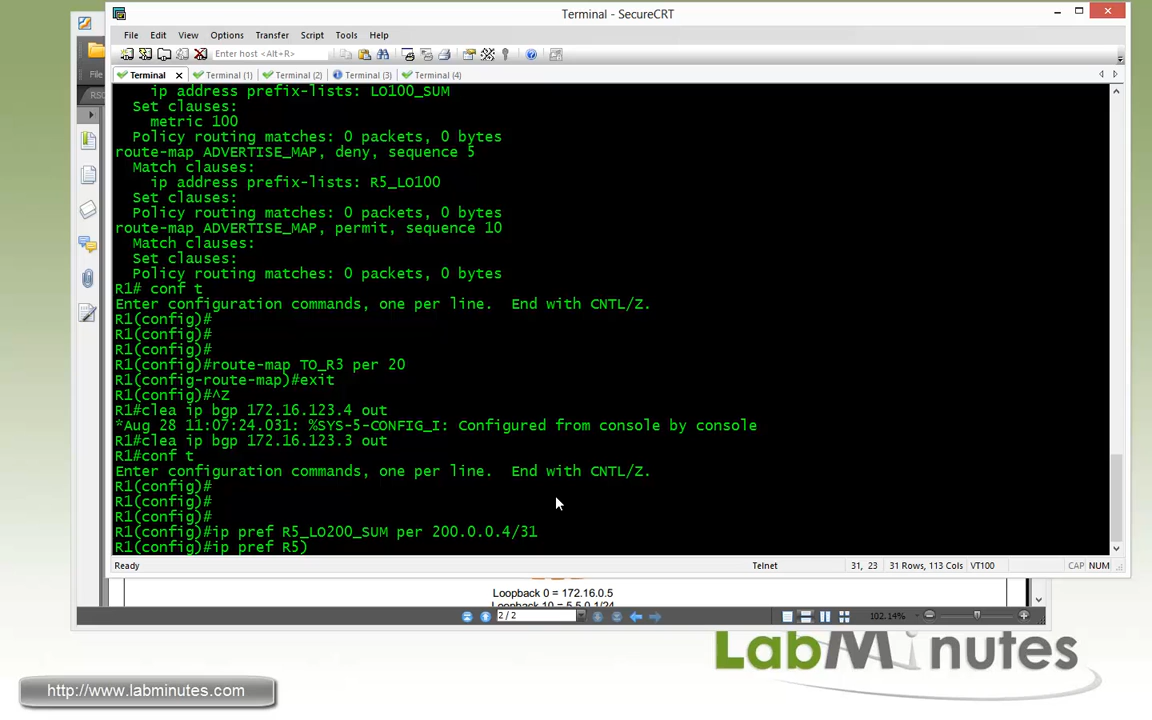 Terminal - SecureCRT
File Edit View Options Transfer Script Tools Help
Enter host <Alt+R>
Terminal Terminal (1) Terminal (2) Terminal (3) Terminal (4)
ip address prefix-lists: LO100_SUM
Set clauses:
metric 100
Policy routing matches: 0 packets, 0 bytes
route-map ADVERTISE_MAP, deny, sequence 5
Match clauses:
ip address prefix-lists: R5_LO100
Set clauses:
Policy routing matches: 0 packets, 0 bytes
route-map ADVERTISE_MAP, permit, sequence 10
Match clauses:
Set clauses:
Policy routing matches: 0 packets, 0 bytes
R1# conf t
Enter configuration commands, one per line.  End with CNTL/Z.
R1(config)#
R1(config)#
R1(config)#
R1(config)#route-map TO_R3 per 20
R1(config-route-map)#exit
R1(config)#^Z
R1#clea ip bgp 172.16.123.4 out
*Aug 28 11:07:24.031: %SYS-5-CONFIG_I: Configured from console by console
R1#clea ip bgp 172.16.123.3 out
R1#conf t
Enter configuration commands, one per line.  End with CNTL/Z.
R1(config)#
R1(config)#
R1(config)#
R1(config)#ip pref R5_LO200_SUM per 200.0.0.4/31
R1(config)#ip pref R5)
Ready Telnet 31, 23 31 Rows, 113 Cols VT100 CAP NUM
Loopback 0 = 172.16.0.5
Loopback 10 = 5.5.0.1/24
2 / 2 102.14%
LabMinutes
http://www.labminutes.com